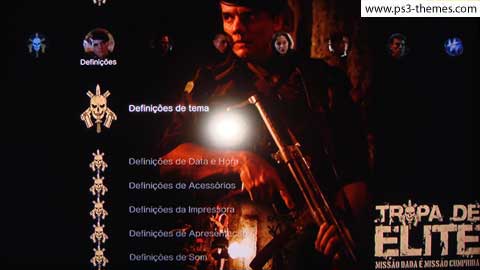 www.ps3-themes.com
Definições
Definições de tema
Definições de Data e Hora
Definições de Acessórios
Definições da Impressora
Definições de Apresentação
Definições de Som
TROPA DE
ELITE
MISSÃO DADA É MISSÃO CUMPRIDA